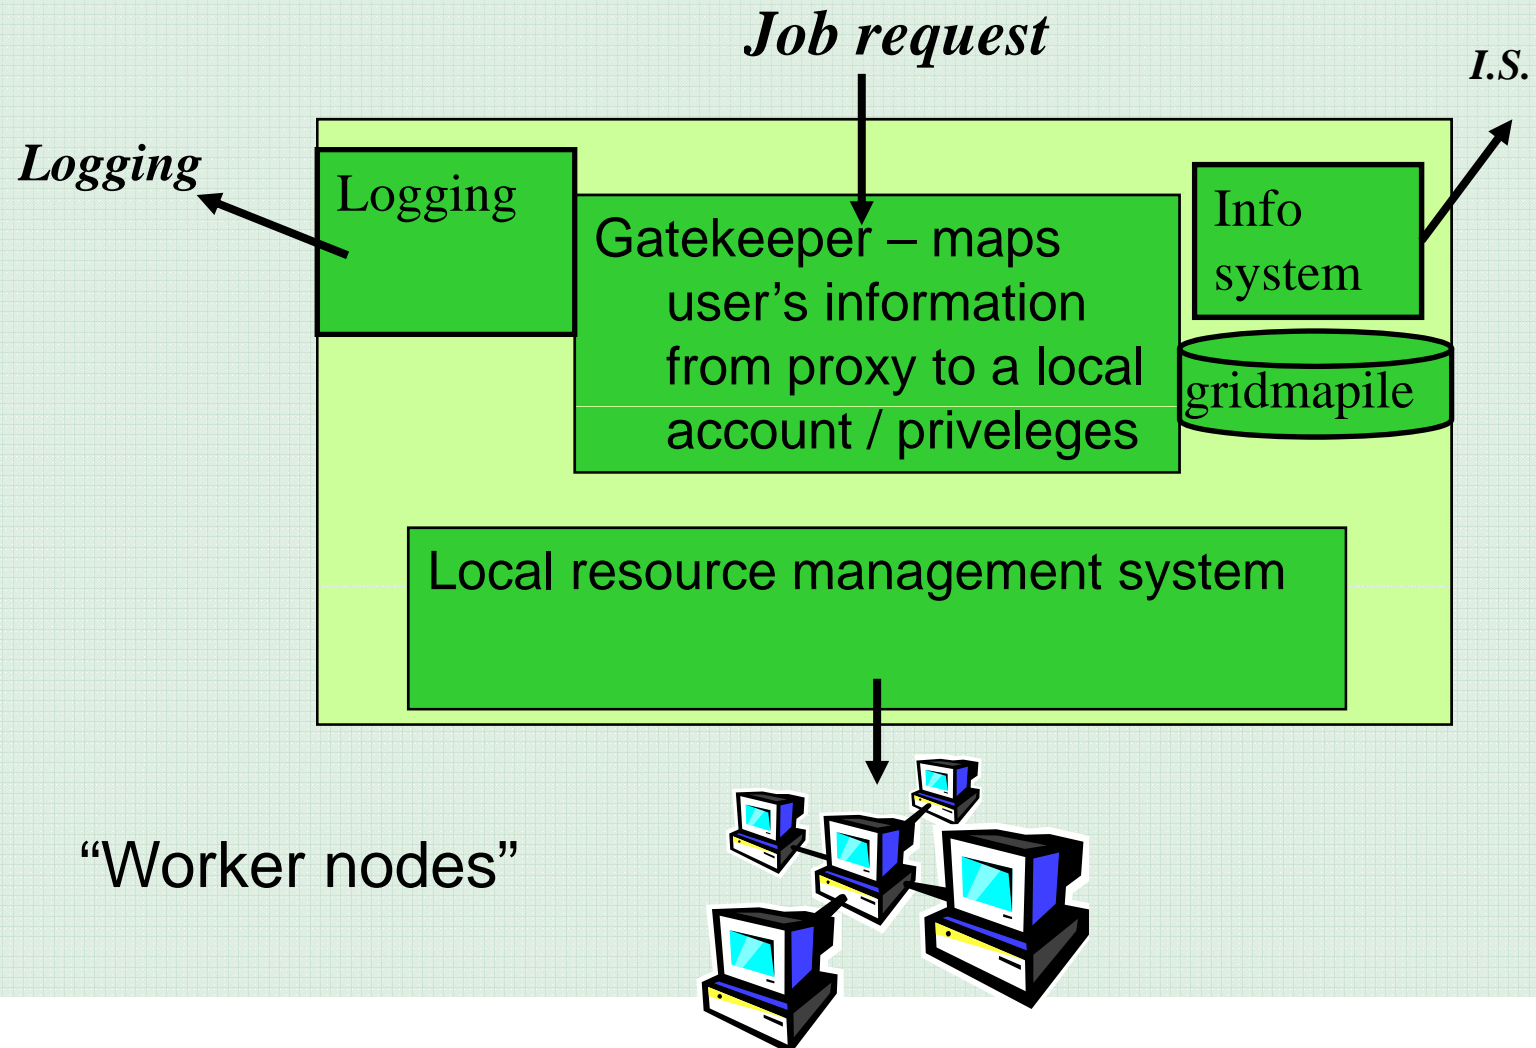 Job request
I.S.
Logging
Logging
Gatekeeper – maps
user’s information
from proxy to a local
account / priveleges
Info
system
gridmapile
Local resource management system
“Worker nodes”